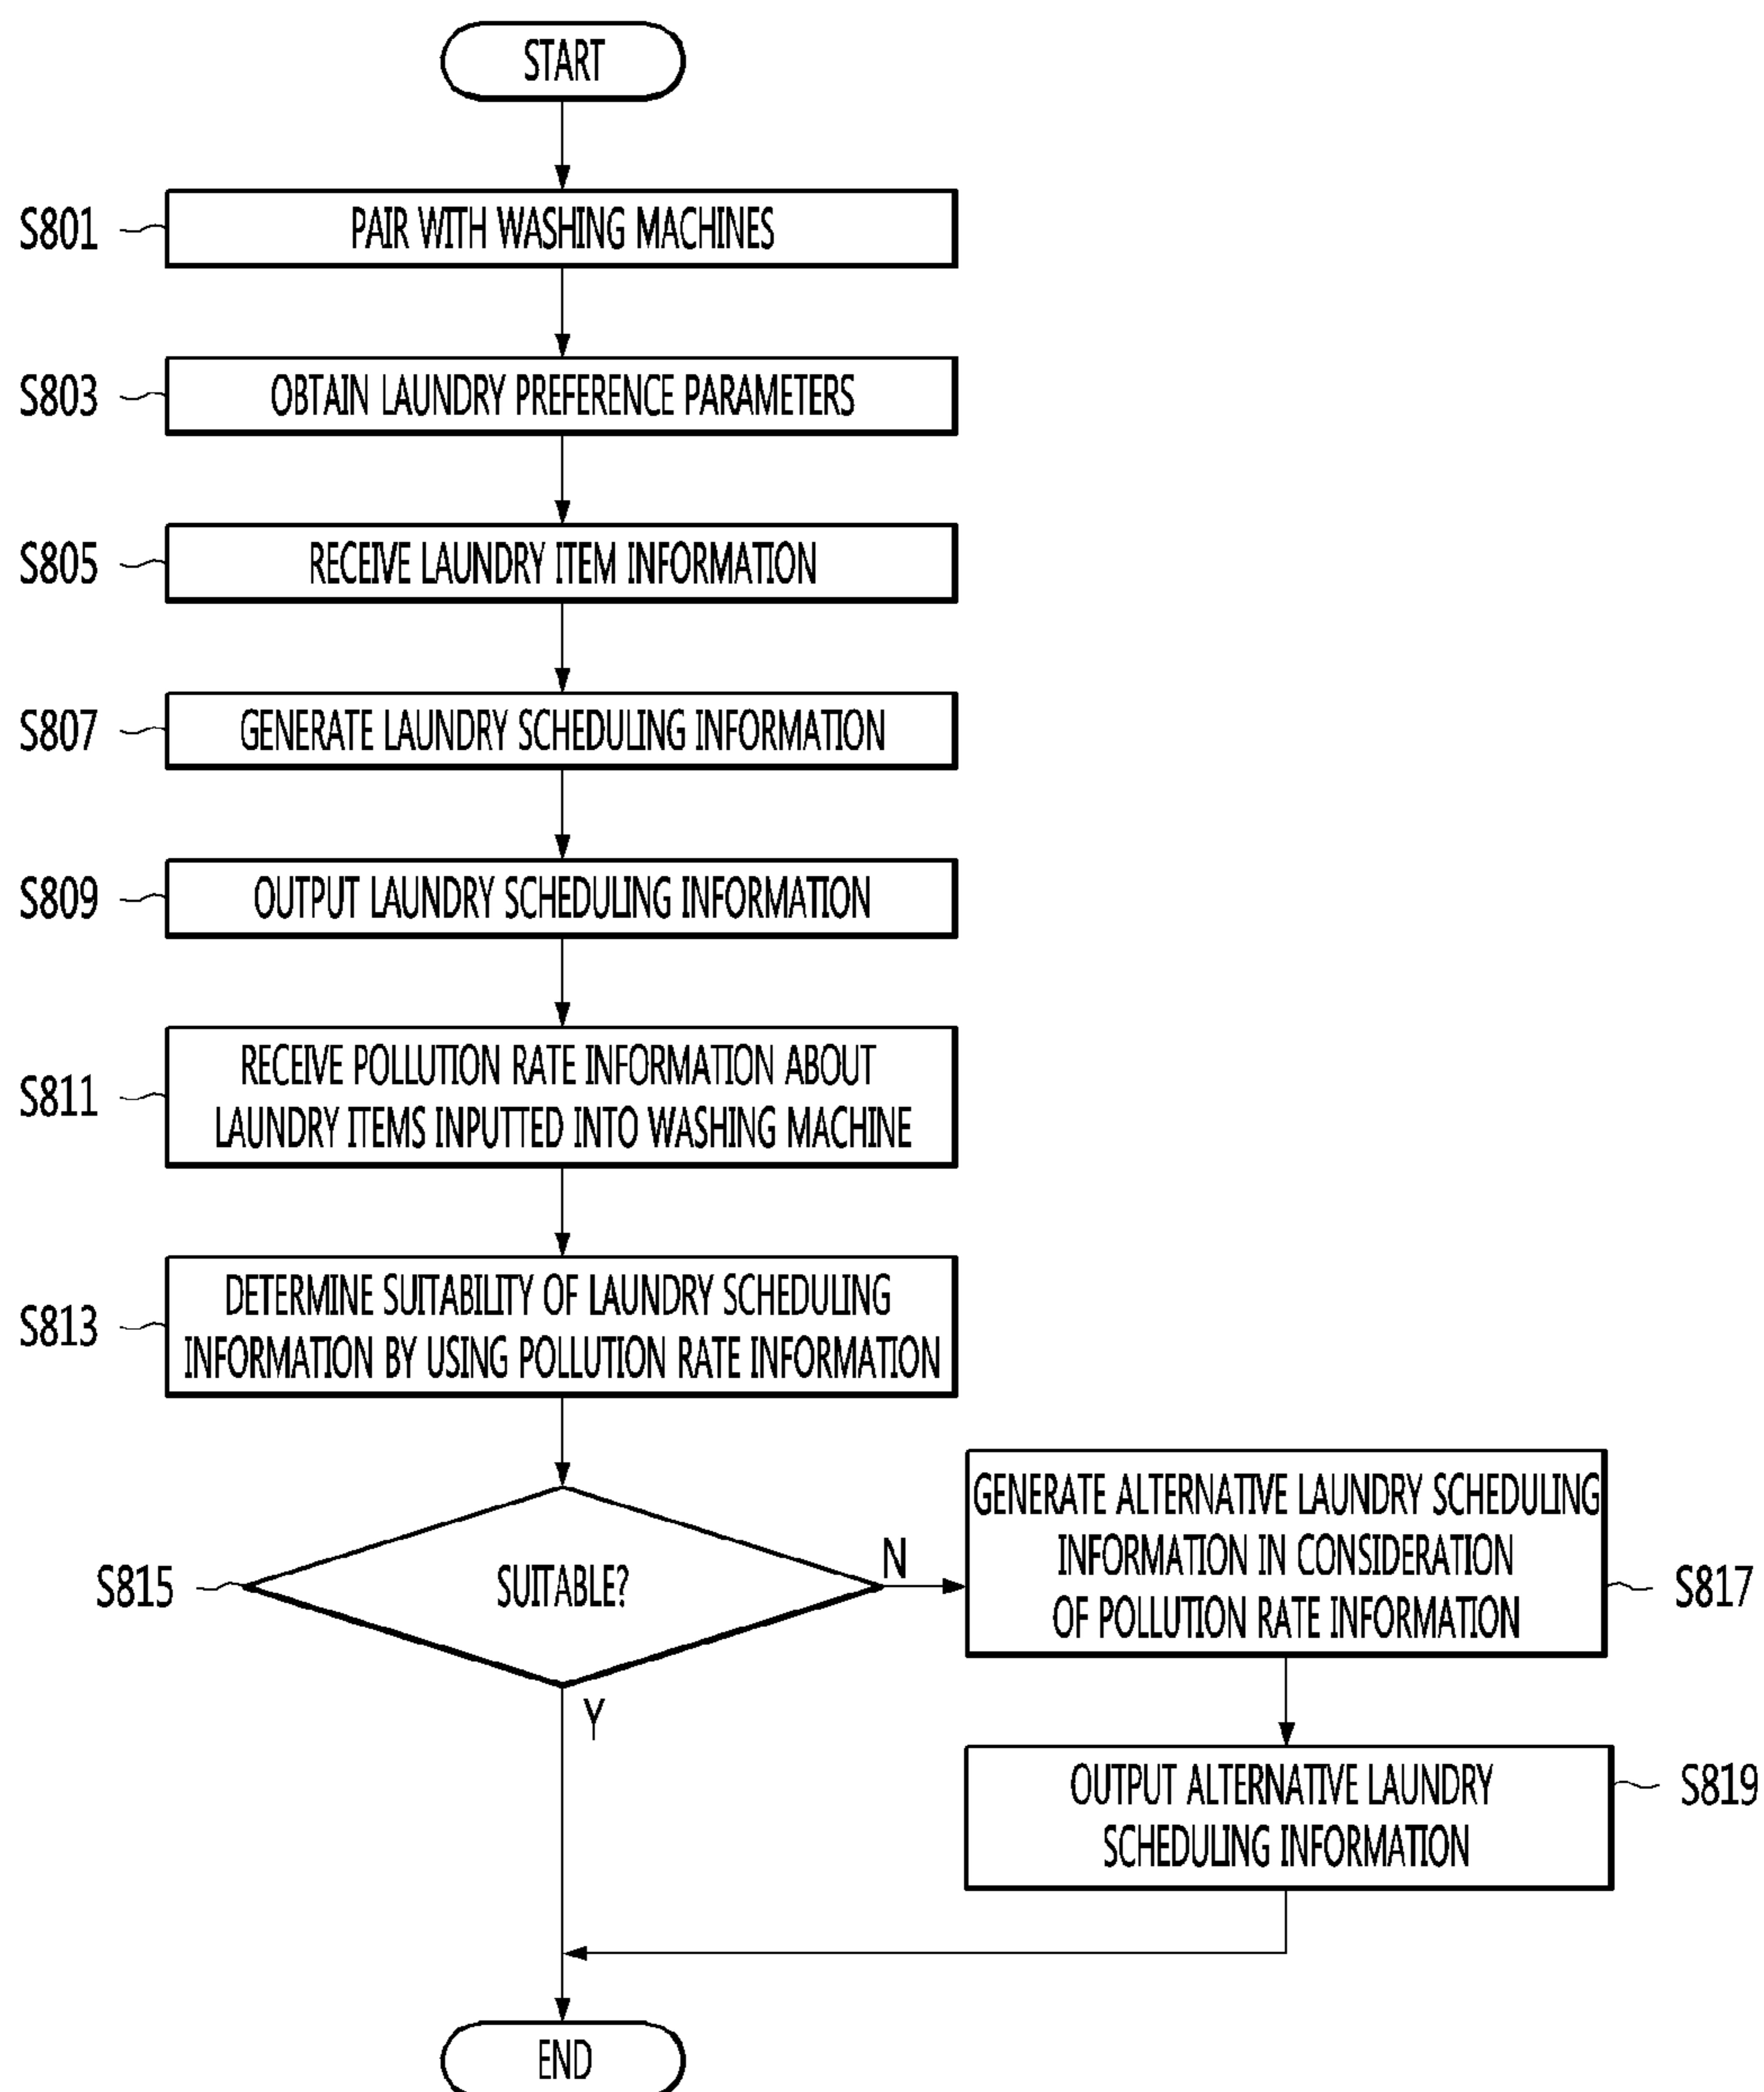 START
S801
PAIR WITH WASHING MACHINES
S803
OBTAIN LAUNDRY PREFERENCE PARAMETERS
S805
RECEIVE LAUNDRY ITEM INFORMATION
S807
GENERATE LAUNDRY SCHEDULING INFORMATION
S809
OUTPUT LAUNDRY SCHEDULING INFORMATION
S811
RECEIVE POLLUTION RATE INFORMATION ABOUT
LAUNDRY ITEMS INPUTTED INTO WASHING MACHINE
S813
DETERMINE SUITABILITY OF LAUNDRY SCHEDULING
INFORMATION BY USING POLLUTION RATE INFORMATION
S815
SUITABLE?
N
Y
GENERATE ALTERNATIVE LAUNDRY SCHEDULING
INFORMATION IN CONSIDERATION
OF POLLUTION RATE INFORMATION
S817
OUTPUT ALTERNATIVE LAUNDRY
SCHEDULING INFORMATION
S819
END